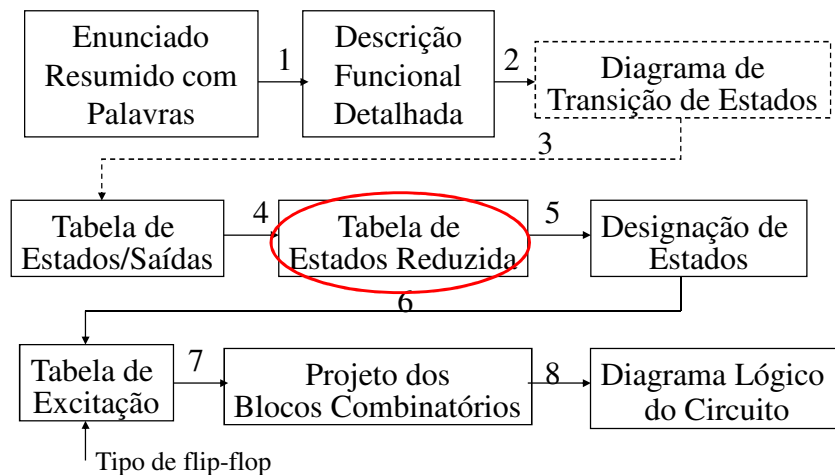 Enunciado
Resumido com
Palavras
1
Descrição
Funcional
Detalhada
2
Diagrama de
Transição de Estados
3
Tabela de
Estados/Saídas
4
Tabela de
Estados Reduzida
5
Designação de
Estados
6
Tabela de
Excitação
7
Projeto dos
Blocos Combinatórios
8
Diagrama Lógico
do Circuito
Tipo de flip-flop